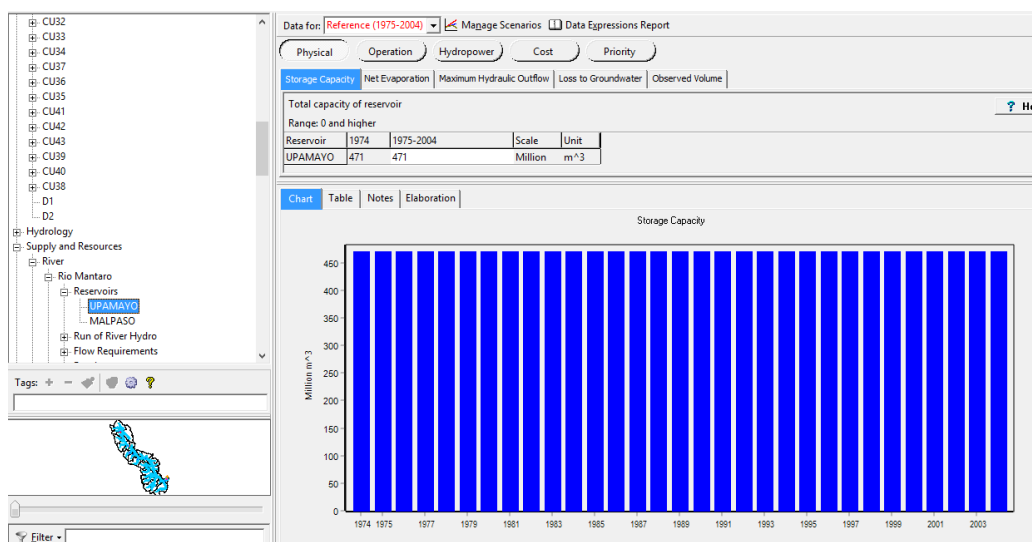 CU32
CU33
CU34
CU37
CU36
CU35
CU41
CU42
CU43
CU39
CU40
CU38
D1
D2
Hydrology
Supply and Resources
River
Rio Mantaro
Reservoirs
UPAMAYO
MALPASO
Run of River Hydro
Flow Requirements
Tags:
Filter
Data for: Reference (1975-2004) Manage Scenarios Data Expressions Report
Physical Operation Hydropower Cost Priority
Storage Capacity Net Evaporation Maximum Hydraulic Outflow Loss to Groundwater Observed Volume
Total capacity of reservoir
? He
Range: 0 and higher
Reservoir 1974 1975-2004 Scale Unit
UPAMAYO 471 471 Million m^3
Chart Table Notes Elaboration
Storage Capacity
Million m^3
450
400
350
300
250
200
150
100
50
0
1974 1975 1977 1979 1981 1983 1985 1987 1989 1991 1993 1995 1997 1999 2001 2003